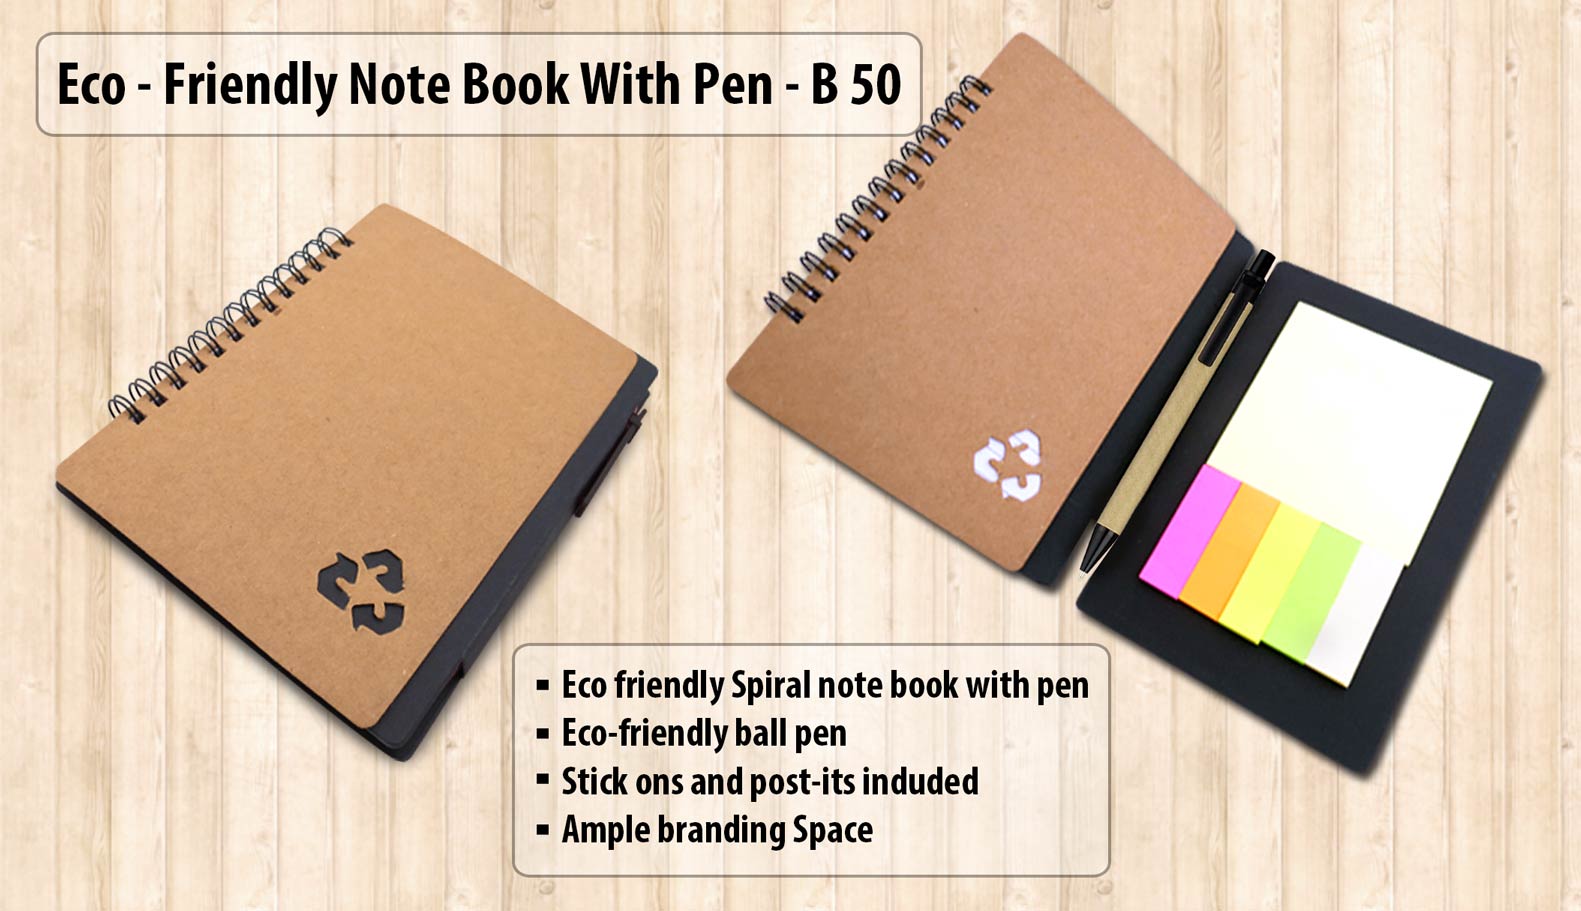 Eco - Friendly Note Book With Pen - B 50
▪ Eco friendly Spiral note book with pen
▪ Eco-friendly ball pen
▪ Stick ons and post-its induded
▪ Ample branding Space